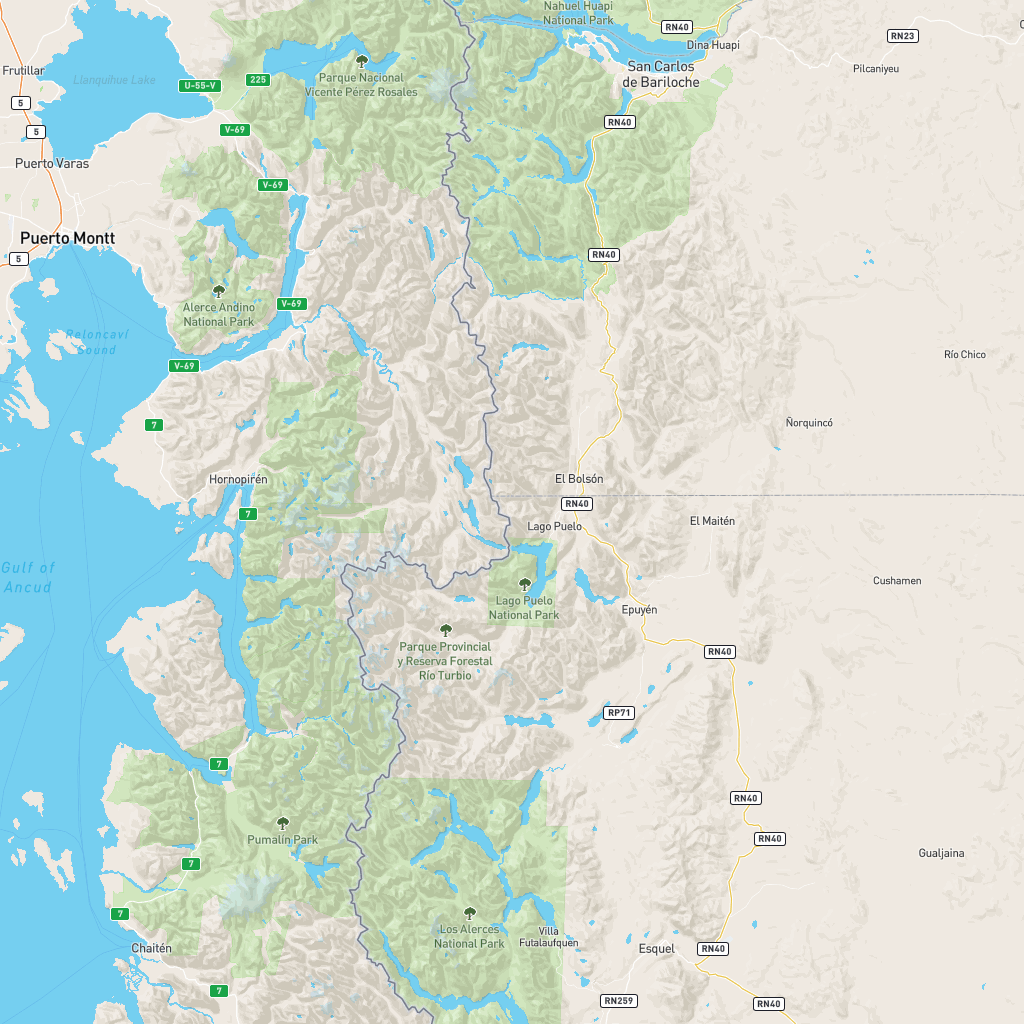 Nahuel Huapi
National Park
RN40
RN23
Dina Huapi
San Carlos
de Bariloche
Pilcaniyeu
Frutillar
Llanquihue Lake
U-55-V
225
Parque Nacional
Vicente Pérez Rosales
5
5
V-69
RN40
Puerto Varas
V-69
Puerto Montt
5
RN40
Alerce Andino
National Park
V-69
Reloncaví
Sound
V-69
Río Chico
7
Ñorquincó
Hornopirén
El Bolsón
RN40
7
Lago Puelo
El Maitén
Gulf of
Ancud
Cushamen
Lago Puelo
National Park
Epuyén
Parque Provincial
y Reserva Forestal
Río Turbio
RN40
RP71
7
RN40
Pumalín Park
RN40
7
Gualjaina
7
Los Alerces
National Park
Villa
Futalaufquen
Chaitén
Esquel
RN40
7
RN259
RN40